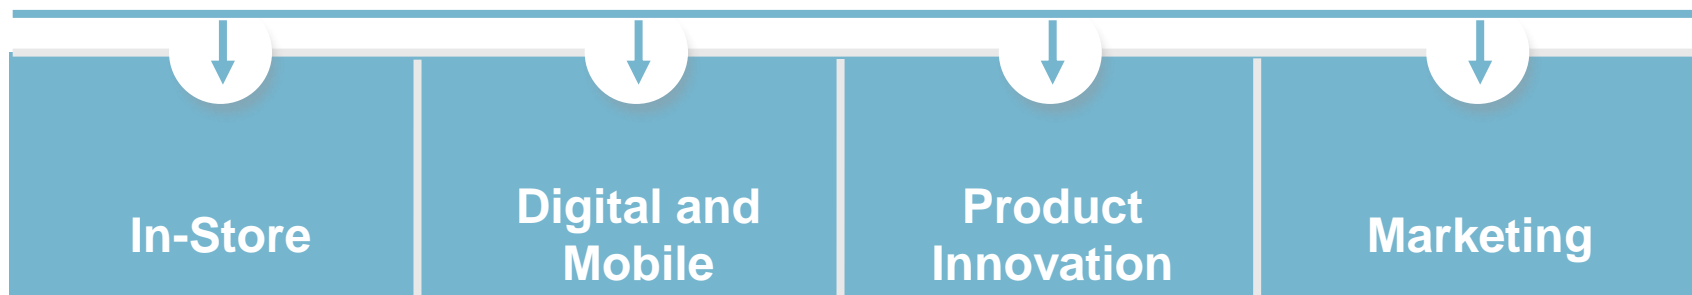 In-Store
Digital and
Mobile
Product
Innovation
Marketing